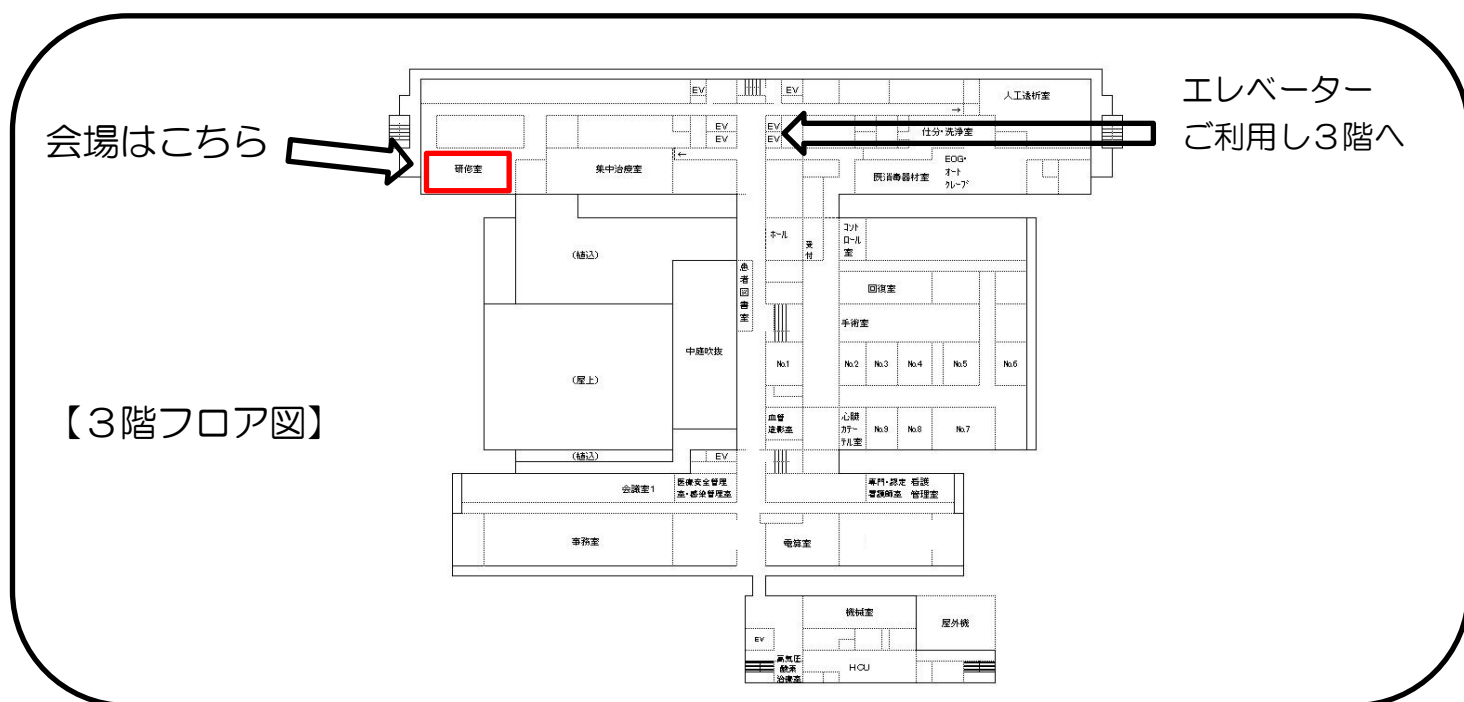 エレベーター
ご利用し３階へ
会場はこちら
【３階フロア図】
EV
EV
人工透析室
→
EV
EV
EV
EV
仕分・洗浄室
←
研修室
集中治療室
既消毒器材室
EOG・
オート
クレーブ
ホール
受
付
コント
ロール
室
(植込)
患
者
図
書
室
回復室
手術室
中庭吹抜
No.1
No.2
No.3
No.4
No.5
No.6
(屋上)
血管
造影室
心臓
カテー
テル室
No.9
No.8
No.7
(植込)
EV
会議室1
医療安全管理
室・感染管理室
専門・認定
看護師室
看護
管理室
事務室
電算室
機械室
屋外機
EV
高気圧
酸素
治療室
HCU